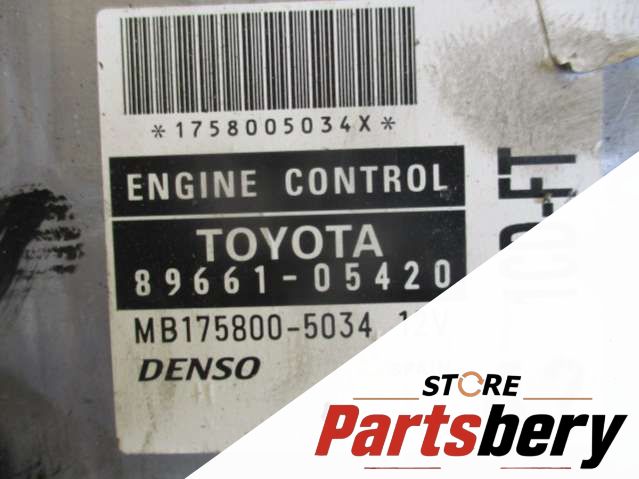 *1758005034X*
ENGINE CONTROL
TOYOTA
89661-05420
MB175800-5034 12V
DENSO
STORE
Partsbery